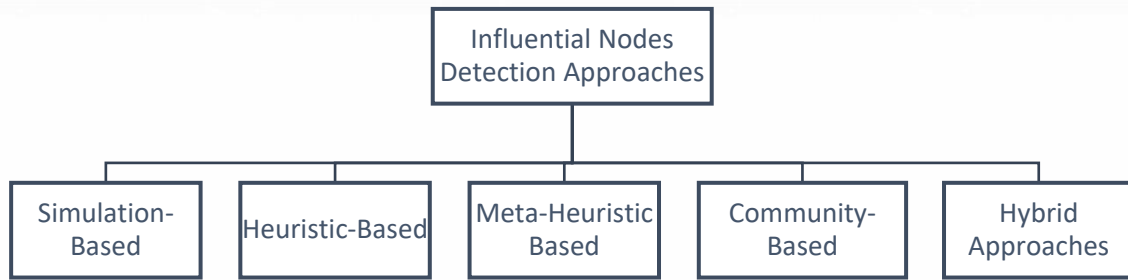 Influential Nodes
Detection Approaches
Simulation-
Based
Heuristic-Based
Meta-Heuristic
Based
Community-
Based
Hybrid
Approaches